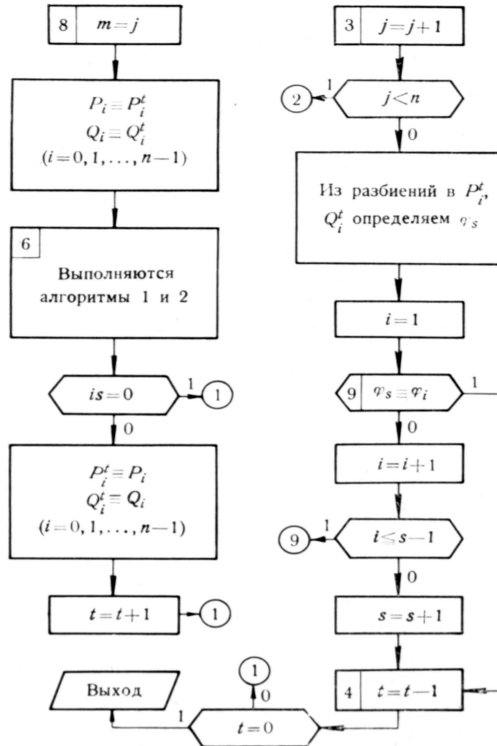 8 m=j
P_i ≡ P_i^t
Q_i ≡ Q_i^t
(i=0, 1, ..., n−1)
6
Выполняются
алгоритмы 1 и 2
is=0
1
1
0
P_i^t ≡ P_i
Q_i^t ≡ Q_i
(i=0, 1, ..., n−1)
t=t+1
1
Выход
1
3 j=j+1
2
1
j<n
0
Из разбиений в P_i^t,
Q_i^t определяем φ_s
i=1
9 φ_s ≡ φ_i
1
0
i=i+1
9
1
i≤s−1
0
s=s+1
4 t=t−1
1
0
t=0